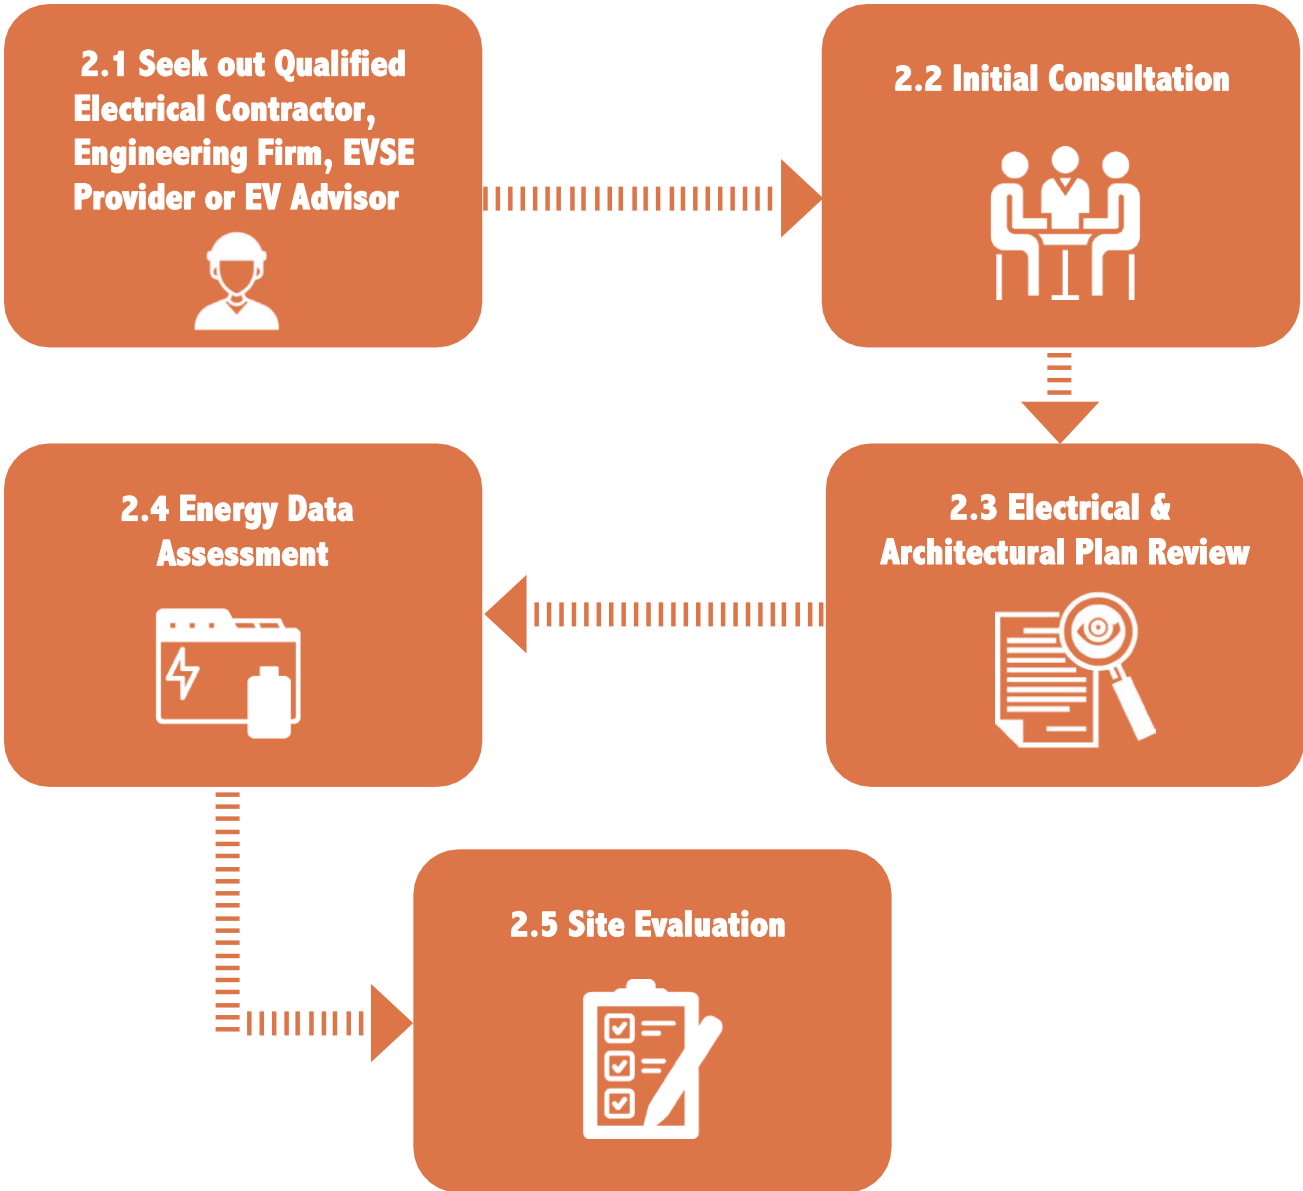 2.1 Seek out Qualified
Electrical Contractor,
Engineering Firm, EVSE
Provider or EV Advisor
2.2 Initial Consultation
2.3 Electrical &
Architectural Plan Review
2.4 Energy Data
Assessment
2.5 Site Evaluation